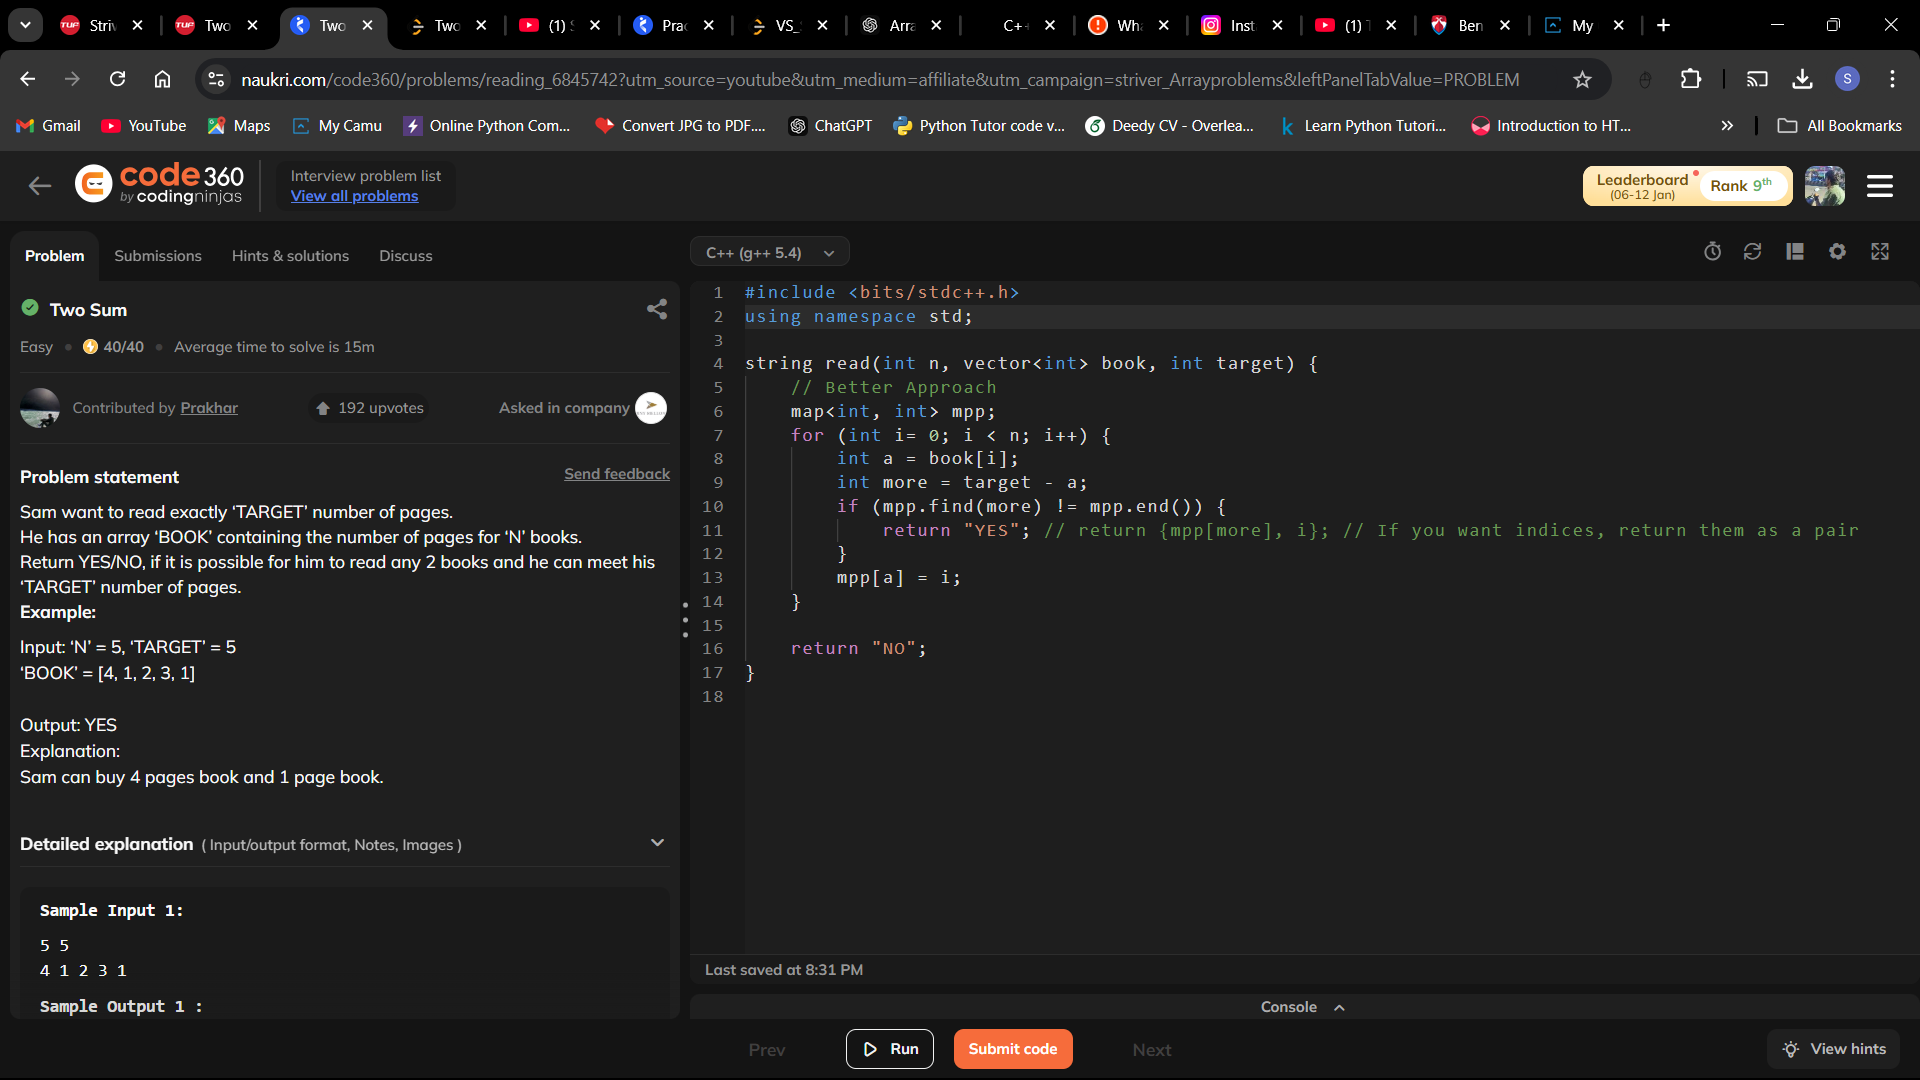 Striv
Two
Two
Two
(1) S
Prac
VS_
Arra
C++
Wha
Inst
(1) T
Ben
My
naukri.com/code360/problems/reading_6845742?utm_source=youtube&utm_medium=affiliate&utm_campaign=striver_Arrayproblems&leftPanelTabValue=PROBLEM
S
Gmail
YouTube
Maps
My Camu
Online Python Com...
Convert JPG to PDF....
ChatGPT
Python Tutor code v...
Deedy CV - Overlea...
Learn Python Tutori...
Introduction to HT...
All Bookmarks
code 360
by codingninjas
Interview problem list
View all problems
Leaderboard
(06-12 Jan)
Rank 9th
Problem
Submissions
Hints & solutions
Discuss
Two Sum
Easy • 40/40 • Average time to solve is 15m
Contributed by Prakhar
192 upvotes
Asked in company
Problem statement
Send feedback
Sam want to read exactly ‘TARGET’ number of pages.
He has an array ‘BOOK’ containing the number of pages for ‘N’ books.
Return YES/NO, if it is possible for him to read any 2 books and he can meet his
‘TARGET’ number of pages.
Example:
Input: ‘N’ = 5, ‘TARGET’ = 5
‘BOOK’ = [4, 1, 2, 3, 1]
Output: YES
Explanation:
Sam can buy 4 pages book and 1 page book.
Detailed explanation ( Input/output format, Notes, Images )
Sample Input 1:
5 5
4 1 2 3 1
Sample Output 1 :
C++ (g++ 5.4)
1 #include <bits/stdc++.h>
2 using namespace std;
3
4 string read(int n, vector<int> book, int target) {
5     // Better Approach
6     map<int, int> mpp;
7     for (int i= 0; i < n; i++) {
8         int a = book[i];
9         int more = target - a;
10         if (mpp.find(more) != mpp.end()) {
11             return "YES"; // return {mpp[more], i}; // If you want indices, return them as a pair
12         }
13         mpp[a] = i;
14     }
15
16     return "NO";
17 }
18
Last saved at 8:31 PM
Console
Prev
Run
Submit code
Next
View hints